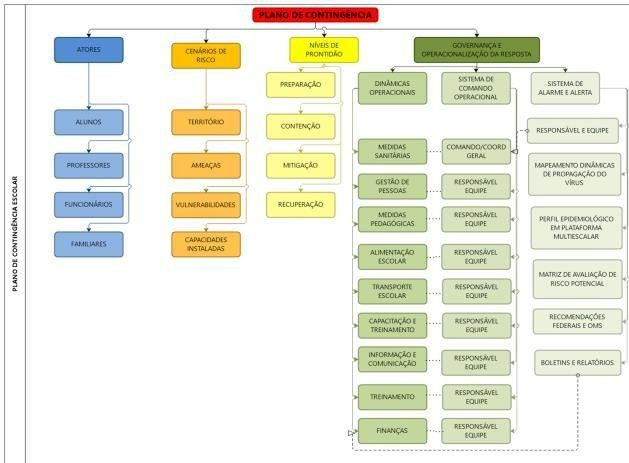 PLANO DE CONTINGÊNCIA
PLANO DE CONTINGÊNCIA ESCOLAR
ATORES
ALUNOS
PROFESSORES
FUNCIONÁRIOS
FAMILIARES
CENÁRIOS DE
RISCO
TERRITÓRIO
AMEAÇAS
VULNERABILIDADES
CAPACIDADES
INSTALADAS
NÍVEIS DE
PRONTIDÃO
PREPARAÇÃO
CONTENÇÃO
MITIGAÇÃO
RECUPERAÇÃO
GOVERNANÇA E
OPERACIONALIZAÇÃO DA RESPOSTA
DINÂMICAS
OPERACIONAIS
MEDIDAS
SANITÁRIAS
GESTÃO DE
PESSOAS
MEDIDAS
PEDAGÓGICAS
ALIMENTAÇÃO
ESCOLAR
TRANSPORTE
ESCOLAR
CAPACITAÇÃO E
TREINAMENTO
INFORMAÇÃO E
COMUNICAÇÃO
TREINAMENTO
FINANÇAS
SISTEMA DE
COMANDO
OPERACIONAL
COMANDO/COORD
GERAL
RESPONSÁVEL
EQUIPE
RESPONSÁVEL
EQUIPE
RESPONSÁVEL
EQUIPE
RESPONSÁVEL
EQUIPE
RESPONSÁVEL
EQUIPE
RESPONSÁVEL
EQUIPE
RESPONSÁVEL
EQUIPE
RESPONSÁVEL
EQUIPE
SISTEMA DE
ALARME E ALERTA
RESPONSÁVEL E EQUIPE
MAPEAMENTO DINÂMICAS
DE PROPAGAÇÃO DO
VÍRUS
PERFIL EPIDEMIOLÓGICO
EM PLATAFORMA
MULTIESCALAR
MATRIZ DE AVALIAÇÃO DE
RISCO POTENCIAL
RECOMENDAÇÕES
FEDERAIS E OMS
BOLETINS E RELATÓRIOS